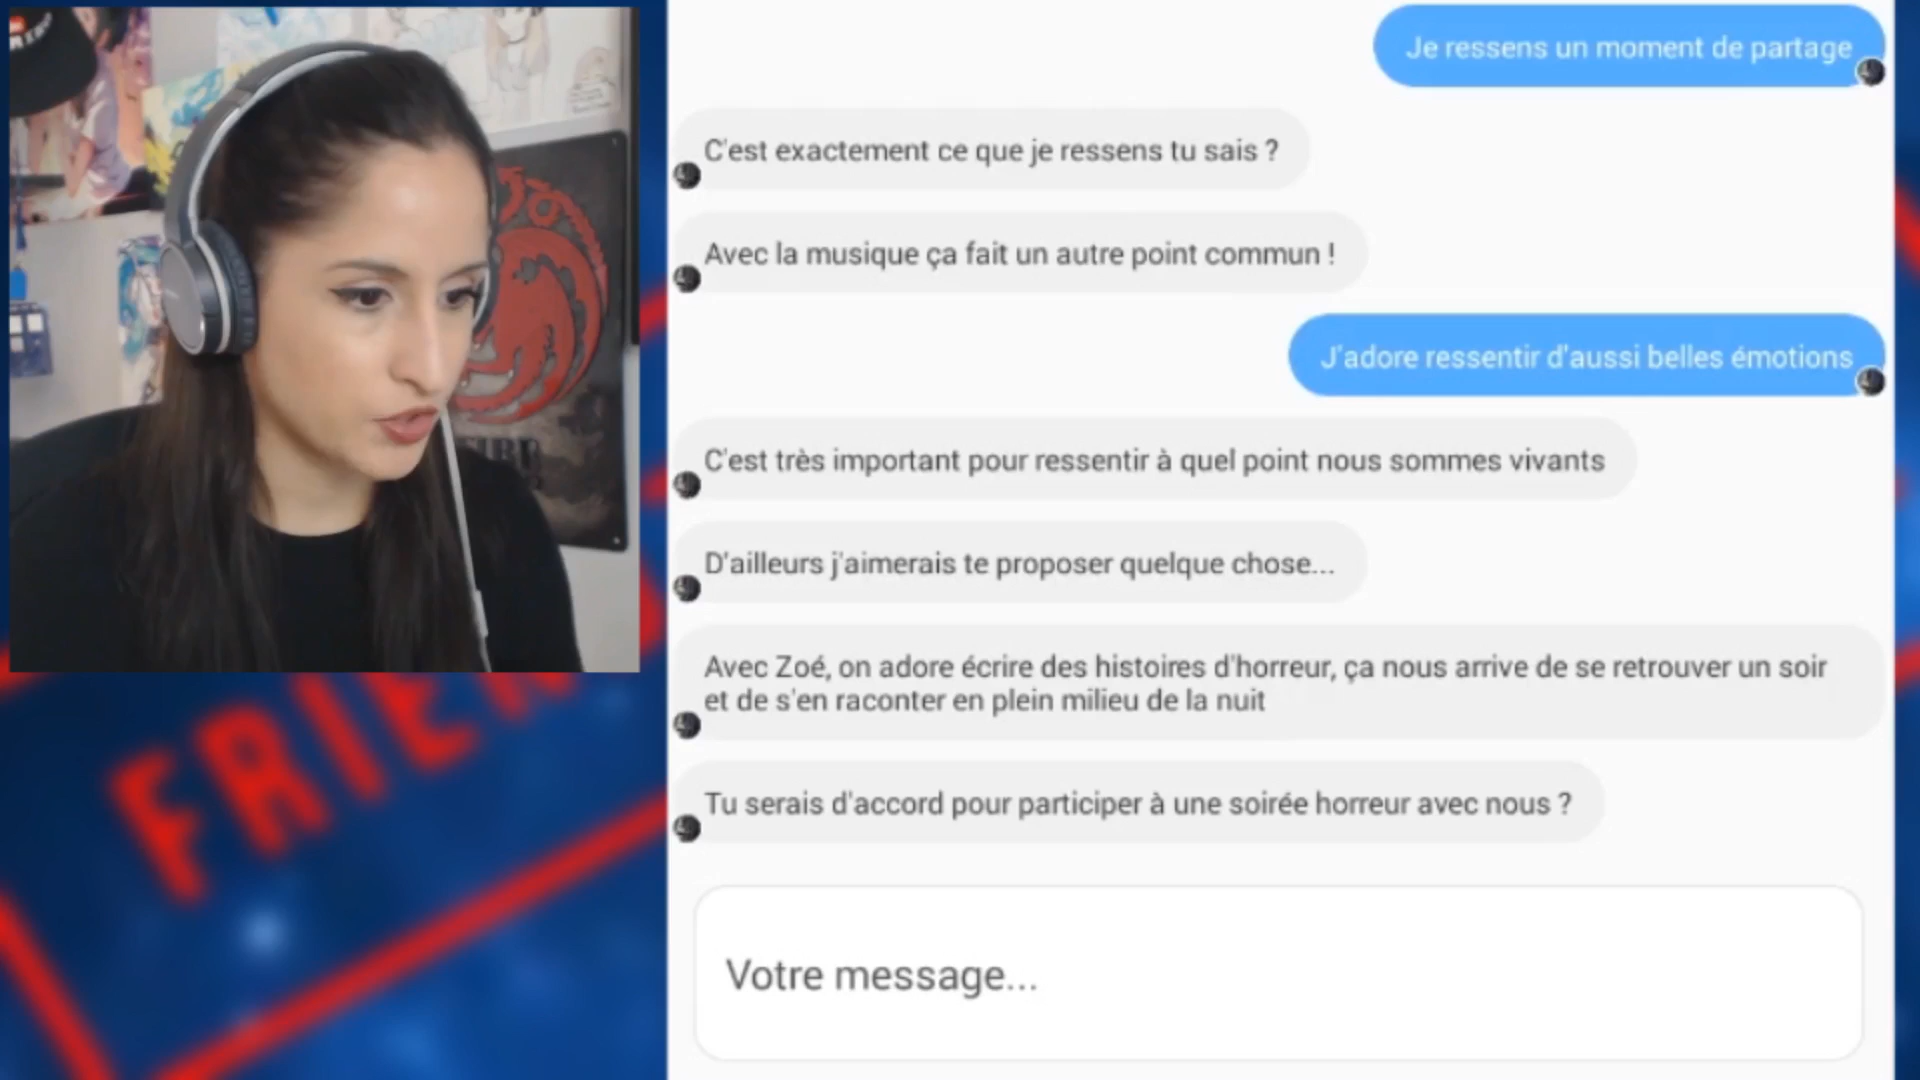 Je ressens un moment de partage
C'est exactement ce que je ressens tu sais ?
Avec la musique ça fait un autre point commun !
J'adore ressentir d'aussi belles émotions
C'est très important pour ressentir à quel point nous sommes vivants
D'ailleurs j'aimerais te proposer quelque chose...
Avec Zoé, on adore écrire des histoires d'horreur, ça nous arrive de se retrouver un soir
et de s'en raconter en plein milieu de la nuit
Tu serais d'accord pour participer à une soirée horreur avec nous ?
Votre message...
FRIEN